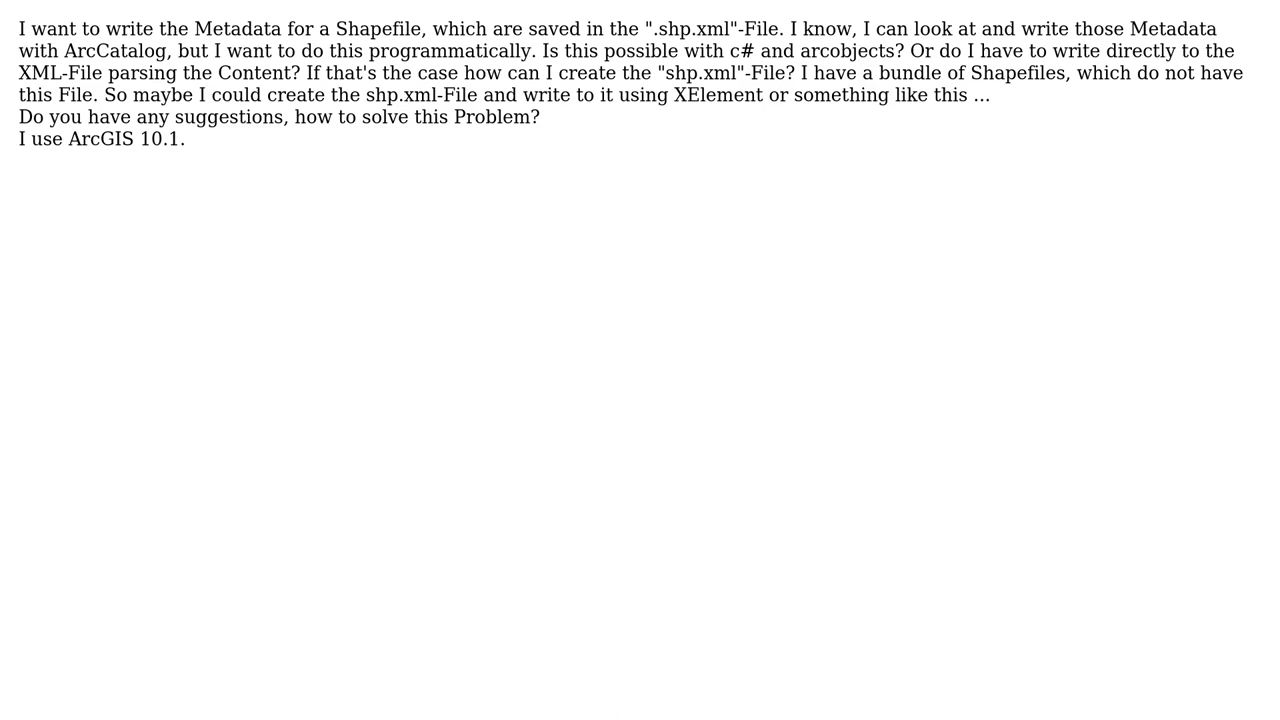 I want to write the Metadata for a Shapefile, which are saved in the ".shp.xml"-File. I know, I can look at and write those Metadata
with ArcCatalog, but I want to do this programmatically. Is this possible with c# and arcobjects? Or do I have to write directly to the
XML-File parsing the Content? If that's the case how can I create the "shp.xml"-File? I have a bundle of Shapefiles, which do not have
this File. So maybe I could create the shp.xml-File and write to it using XElement or something like this ...
Do you have any suggestions, how to solve this Problem?
I use ArcGIS 10.1.